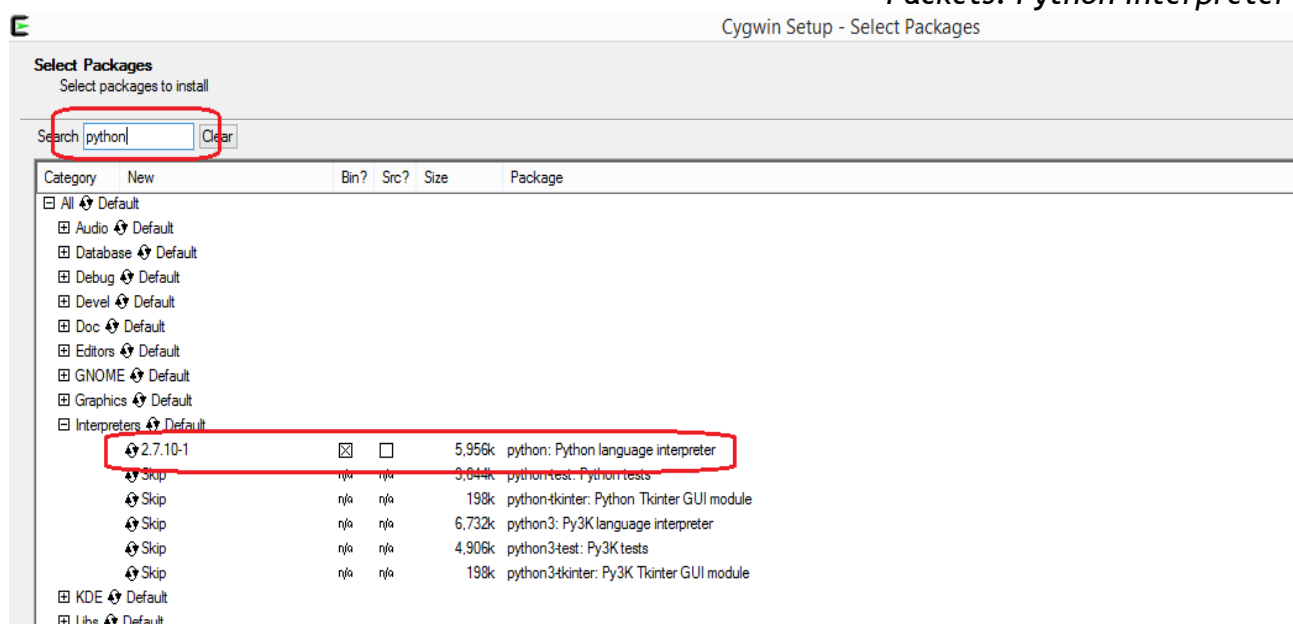 Packets: Python Interpreter
Cygwin Setup - Select Packages
Select Packages
Select packages to install
Search python Clear
Category New Bin? Src? Size Package
All Default
Audio Default
Database Default
Debug Default
Devel Default
Doc Default
Editors Default
GNOME Default
Graphics Default
Interpreters Default
2.7.10-1 5,956k python: Python language interpreter
Skip n/a n/a 3,844k python-test: Python tests
Skip n/a n/a 198k python-tkinter: Python Tkinter GUI module
Skip n/a n/a 6,732k python3: Py3K language interpreter
Skip n/a n/a 4,906k python3-test: Py3K tests
Skip n/a n/a 198k python3-tkinter: Py3K Tkinter GUI module
KDE Default
Libs Default